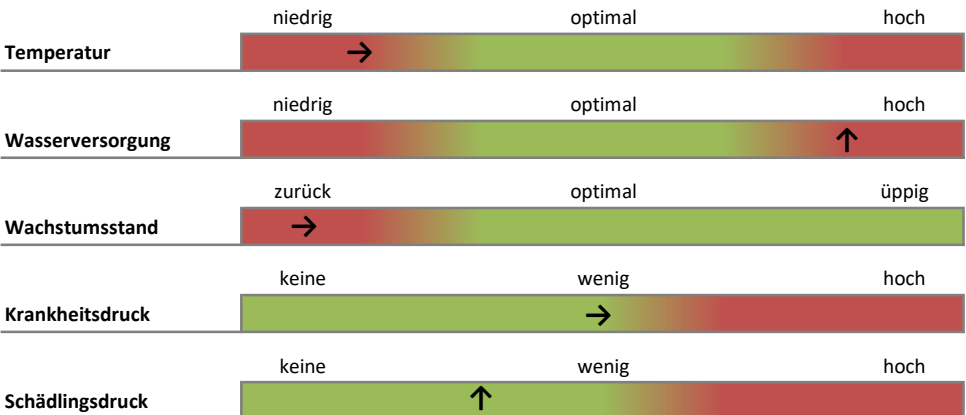 niedrig optimal hoch
Temperatur →
niedrig optimal hoch
Wasserversorgung ↑
zurück optimal üppig
Wachstumsstand →
keine wenig hoch
Krankheitsdruck →
keine wenig hoch
Schädlingsdruck ↑